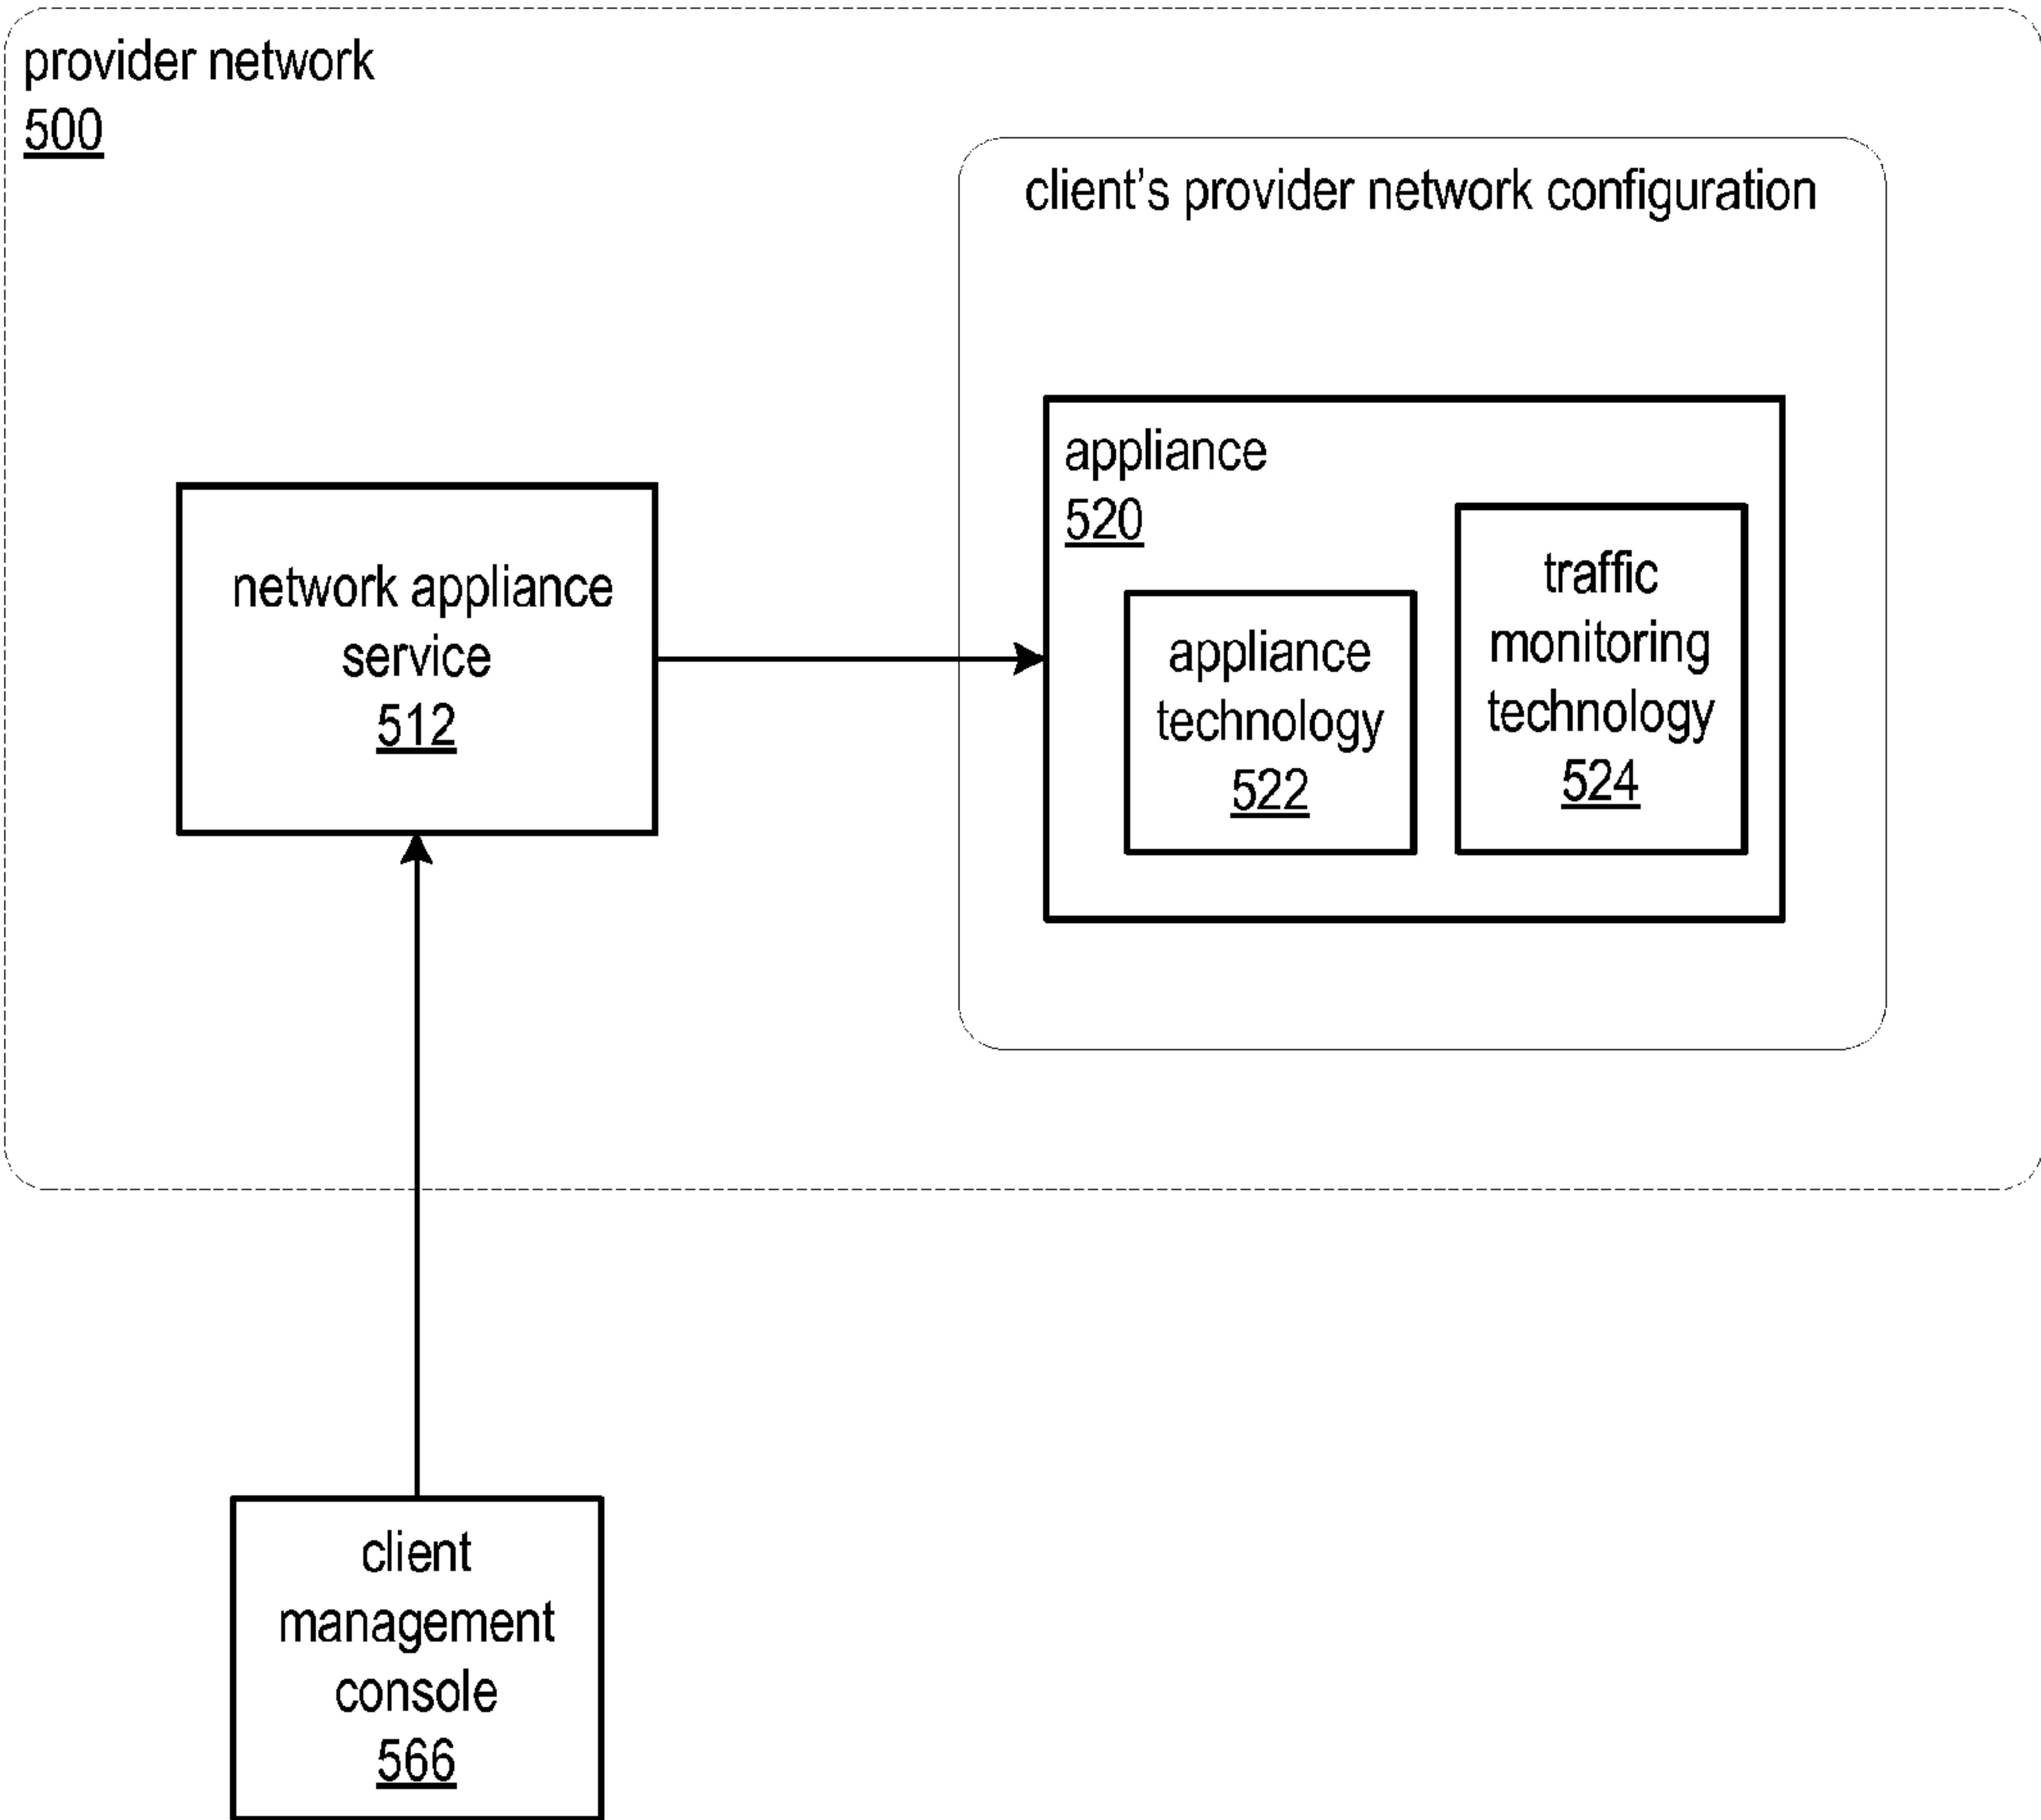 provider network
500
client's provider network configuration
appliance
520
network appliance
service
512
appliance
technology
522
traffic
monitoring
technology
524
client
management
console
566